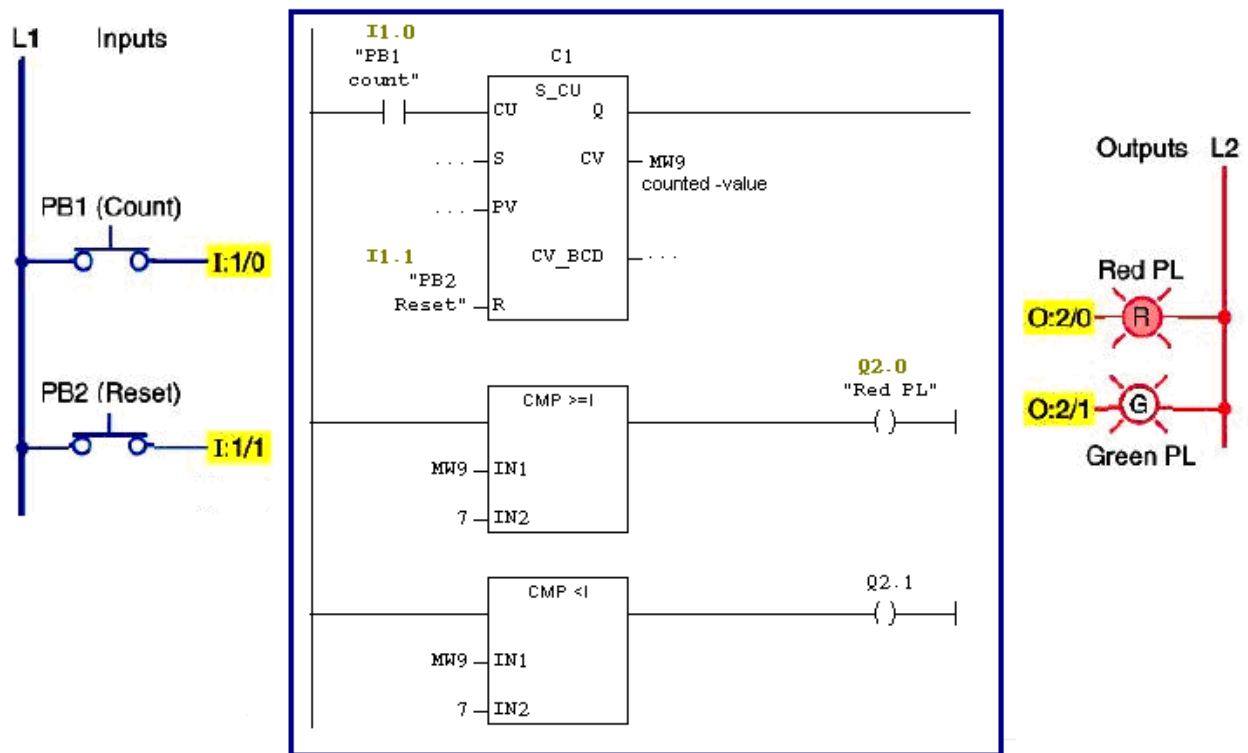 L1 Inputs
PB1 (Count)
I:1/0
PB2 (Reset)
I:1/1
I1.0
"PB1
count"
C1
S_CU
CU Q
... S CV MW9
counted -value
... PV
I1.1
"PB2
Reset" R
CV_BCD ...
CMP >=I
Q2.0
"Red PL"
( )
MW9 IN1
7 IN2
CMP <I
Q2.1
( )
MW9 IN1
7 IN2
Outputs L2
Red PL
O:2/0 R
O:2/1 G
Green PL